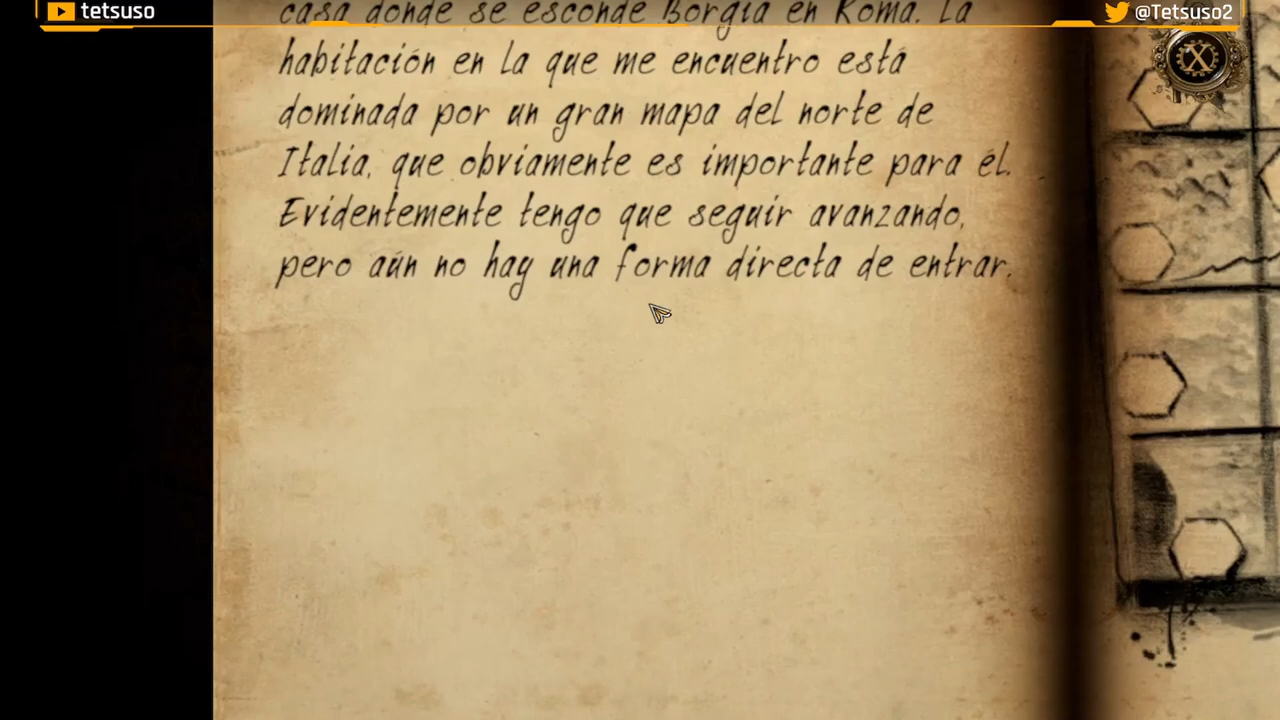 tetsuso
@Tetsuso2
casa donde se esconde Borgia en Roma. La
habitación en la que me encuentro está
dominada por un gran mapa del norte de
Italia, que obviamente es importante para él.
Evidentemente tengo que seguir avanzando,
pero aún no hay una forma directa de entrar.
X